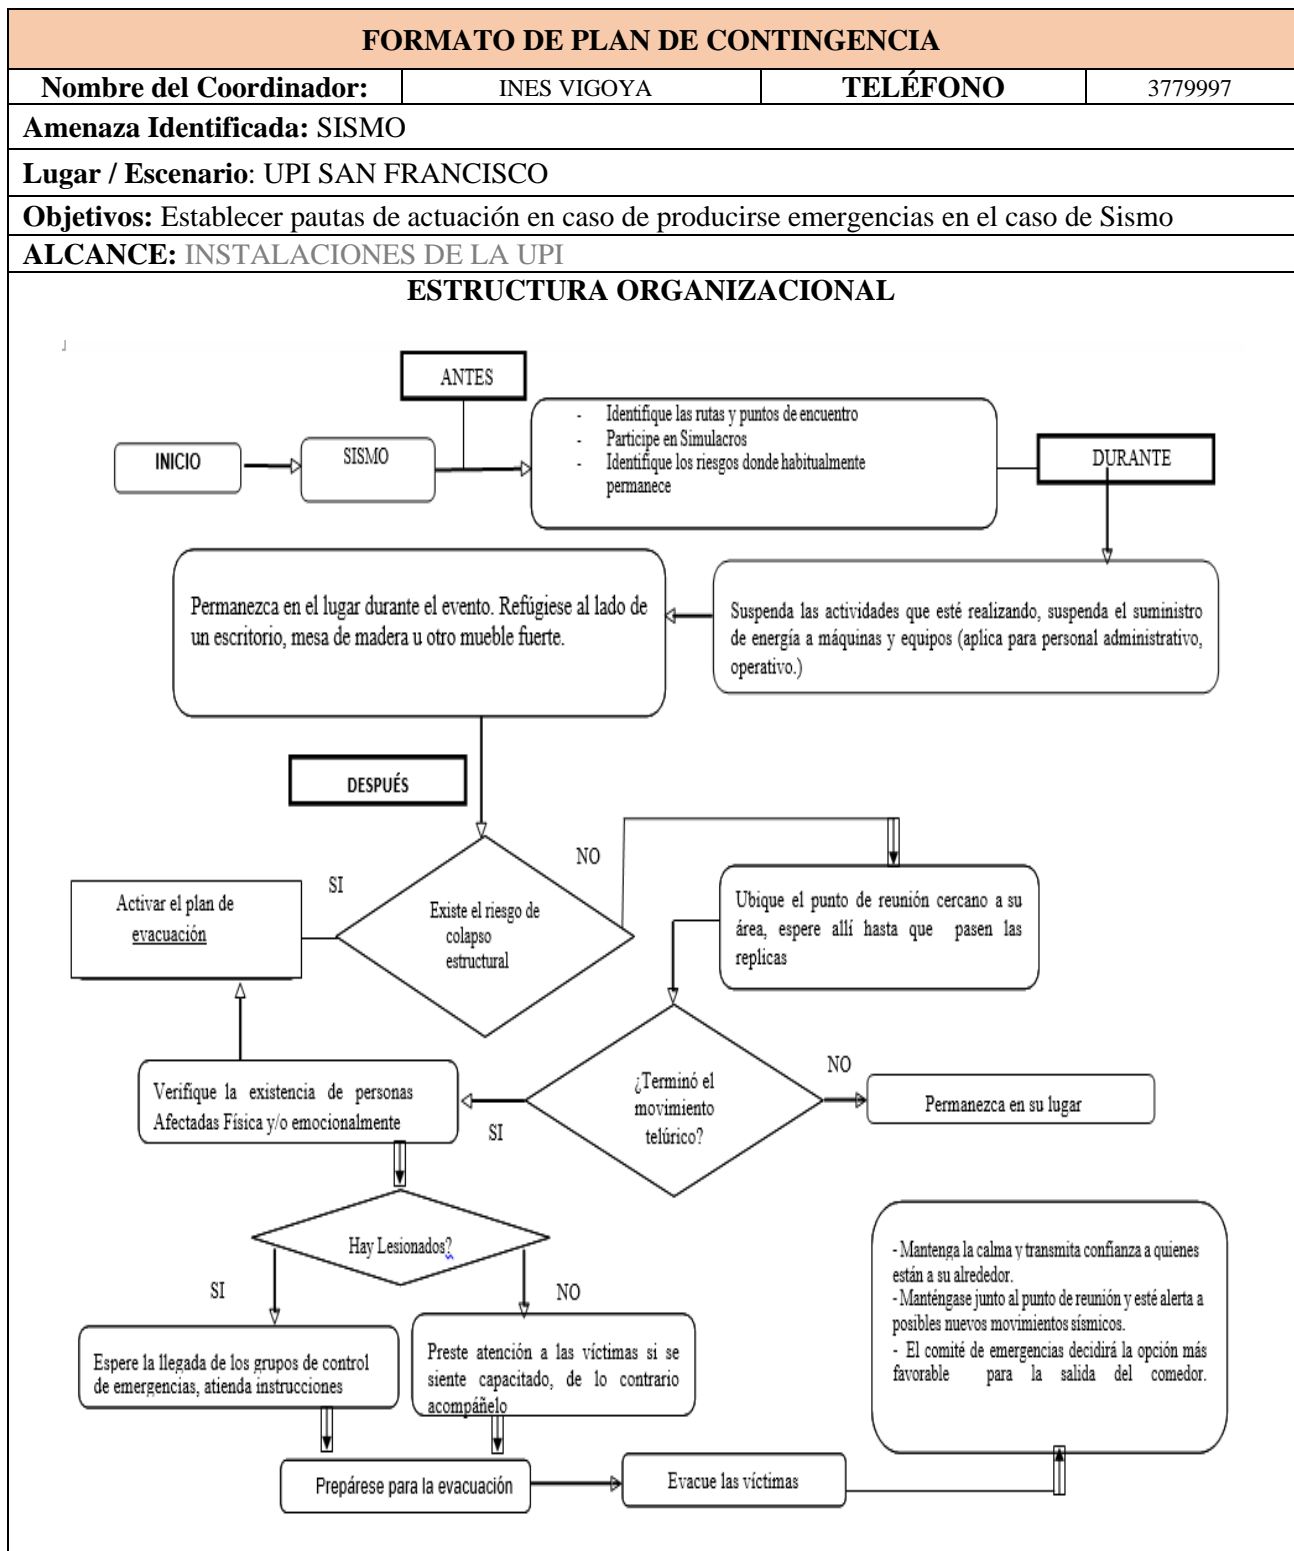 FORMATO DE PLAN DE CONTINGENCIA
Nombre del Coordinador: INES VIGOYA TELÉFONO 3779997
Amenaza Identificada: SISMO
Lugar / Escenario: UPI SAN FRANCISCO
Objetivos: Establecer pautas de actuación en caso de producirse emergencias en el caso de Sismo
ALCANCE: INSTALACIONES DE LA UPI
ESTRUCTURA ORGANIZACIONAL
ANTES
INICIO
SISMO
- Identifique las rutas y puntos de encuentro
- Participe en Simulacros
- Identifique los riesgos donde habitualmente
permanece
DURANTE
Suspenda las actividades que esté realizando, suspenda el suministro
de energía a máquinas y equipos (aplica para personal administrativo,
operativo.)
Permanezca en el lugar durante el evento. Refúgiese al lado de
un escritorio, mesa de madera u otro mueble fuerte.
DESPUÉS
Existe el riesgo de
colapso
estructural
SI
NO
Activar el plan de
evacuación
Ubique el punto de reunión cercano a su
área, espere allí hasta que pasen las
replicas
¿Terminó el
movimiento
telúrico?
NO
Permanezca en su lugar
SI
Verifique la existencia de personas
Afectadas Física y/o emocionalmente
Hay Lesionados?
SI
NO
Espere la llegada de los grupos de control
de emergencias, atienda instrucciones
Preste atención a las víctimas si se
siente capacitado, de lo contrario
acompáñelo
Prepárese para la evacuación
Evacue las víctimas
- Mantenga la calma y transmita confianza a quienes
están a su alrededor.
- Manténgase junto al punto de reunión y esté alerta a
posibles nuevos movimientos sísmicos.
- El comité de emergencias decidirá la opción más
favorable para la salida del comedor.